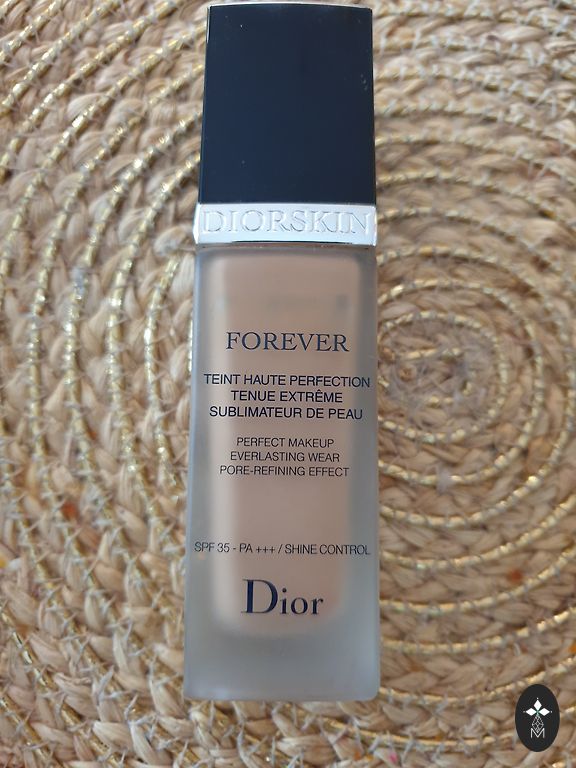 DIORSKIN
FOREVER
TEINT HAUTE PERFECTION
TENUE EXTRÊME
SUBLIMATEUR DE PEAU
PERFECT MAKEUP
EVERLASTING WEAR
PORE-REFINING EFFECT
SPF 35 - PA +++ / SHINE CONTROL
Dior
M